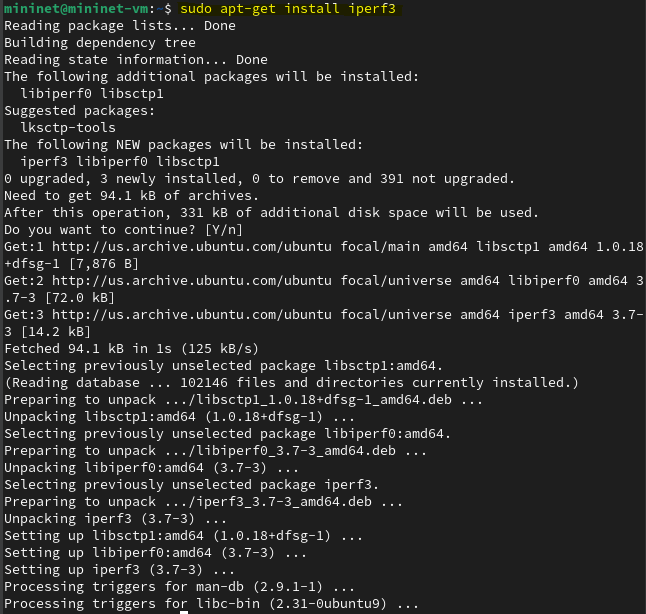 mininet@mininet-vm:~$ sudo apt-get install iperf3
Reading package lists... Done
Building dependency tree
Reading state information... Done
The following additional packages will be installed:
  libiperf0 libsctp1
Suggested packages:
  lksctp-tools
The following NEW packages will be installed:
  iperf3 libiperf0 libsctp1
0 upgraded, 3 newly installed, 0 to remove and 391 not upgraded.
Need to get 94.1 kB of archives.
After this operation, 331 kB of additional disk space will be used.
Do you want to continue? [Y/n]
Get:1 http://us.archive.ubuntu.com/ubuntu focal/main amd64 libsctp1 amd64 1.0.18
+dfsg-1 [7,876 B]
Get:2 http://us.archive.ubuntu.com/ubuntu focal/universe amd64 libiperf0 amd64 3
.7-3 [72.0 kB]
Get:3 http://us.archive.ubuntu.com/ubuntu focal/universe amd64 iperf3 amd64 3.7-
3 [14.2 kB]
Fetched 94.1 kB in 1s (125 kB/s)
Selecting previously unselected package libsctp1:amd64.
(Reading database ... 102146 files and directories currently installed.)
Preparing to unpack .../libsctp1_1.0.18+dfsg-1_amd64.deb ...
Unpacking libsctp1:amd64 (1.0.18+dfsg-1) ...
Selecting previously unselected package libiperf0:amd64.
Preparing to unpack .../libiperf0_3.7-3_amd64.deb ...
Unpacking libiperf0:amd64 (3.7-3) ...
Selecting previously unselected package iperf3.
Preparing to unpack .../iperf3_3.7-3_amd64.deb ...
Unpacking iperf3 (3.7-3) ...
Setting up libsctp1:amd64 (1.0.18+dfsg-1) ...
Setting up libiperf0:amd64 (3.7-3) ...
Setting up iperf3 (3.7-3) ...
Processing triggers for man-db (2.9.1-1) ...
Processing triggers for libc-bin (2.31-0ubuntu9) ...